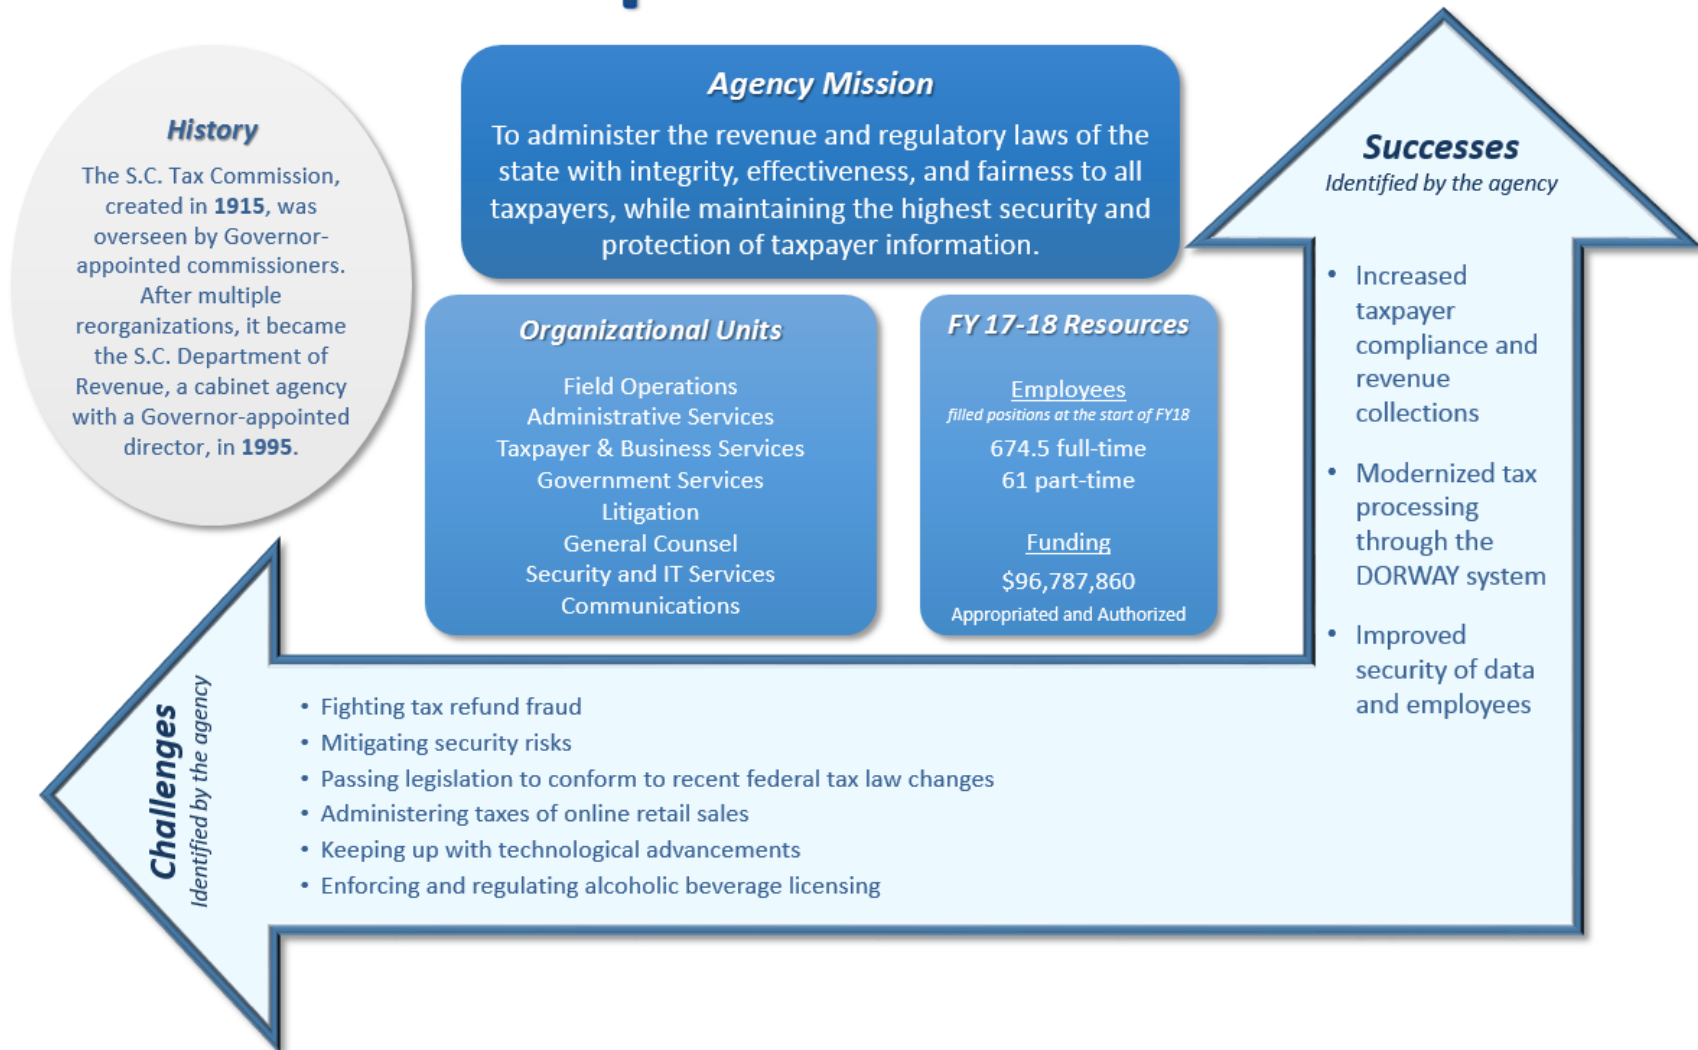 History
The S.C. Tax Commission,
created in 1915, was
overseen by Governor-
appointed commissioners.
After multiple
reorganizations, it became
the S.C. Department of
Revenue, a cabinet agency
with a Governor-appointed
director, in 1995.
Agency Mission
To administer the revenue and regulatory laws of the
state with integrity, effectiveness, and fairness to all
taxpayers, while maintaining the highest security and
protection of taxpayer information.
Organizational Units
Field Operations
Administrative Services
Taxpayer & Business Services
Government Services
Litigation
General Counsel
Security and IT Services
Communications
FY 17-18 Resources
Employees
filled positions at the start of FY18
674.5 full-time
61 part-time
Funding
$96,787,860
Appropriated and Authorized
Successes
Identified by the agency
• Increased
taxpayer
compliance and
revenue
collections
• Modernized tax
processing
through the
DORWAY system
• Improved
security of data
and employees
Challenges
Identified by the agency
• Fighting tax refund fraud
• Mitigating security risks
• Passing legislation to conform to recent federal tax law changes
• Administering taxes of online retail sales
• Keeping up with technological advancements
• Enforcing and regulating alcoholic beverage licensing